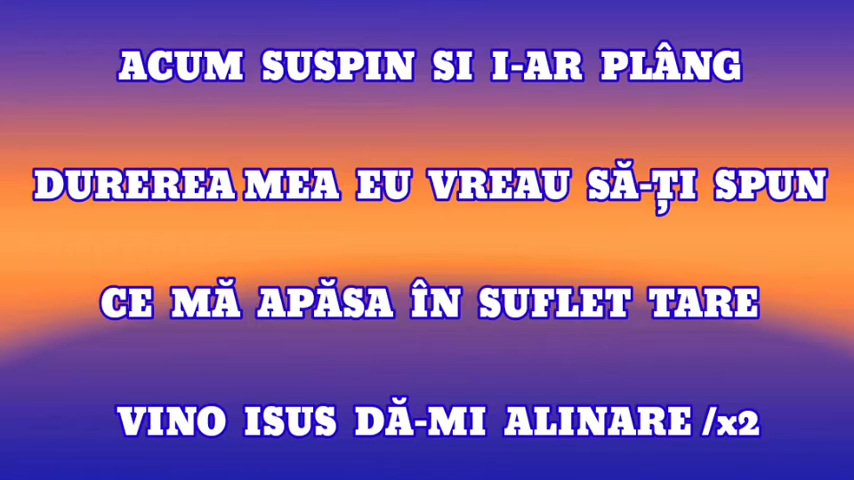 ACUM SUSPIN SI I-AR PLÂNG
DUREREA MEA EU VREAU SĂ-ȚI SPUN
CE MĂ APĂSA ÎN SUFLET TARE
VINO ISUS DĂ-MI ALINARE /x2